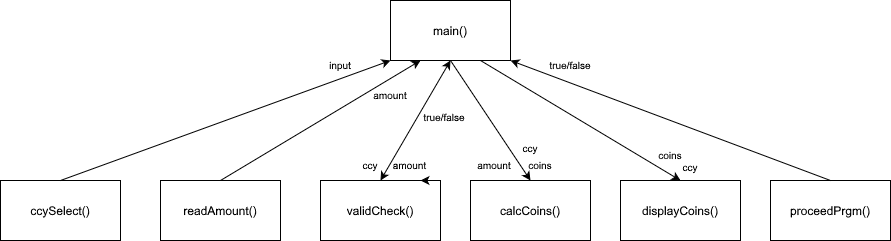 main()
input
true/false
amount
true/false
ccy
coins
ccy
amount
amount
coins
ccy
ccySelect()
readAmount()
validCheck()
calcCoins()
displayCoins()
proceedPrgm()